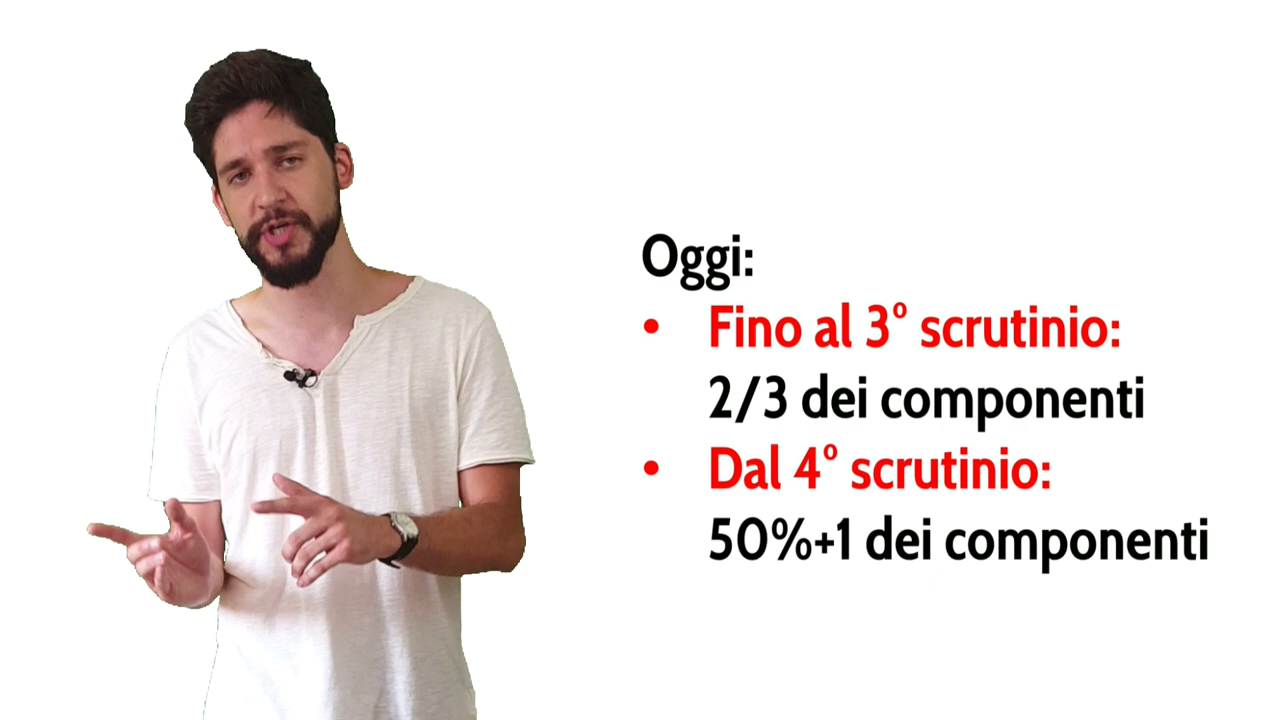 Oggi:
• Fino al 3° scrutinio:
2/3 dei componenti
• Dal 4° scrutinio:
50%+1 dei componenti